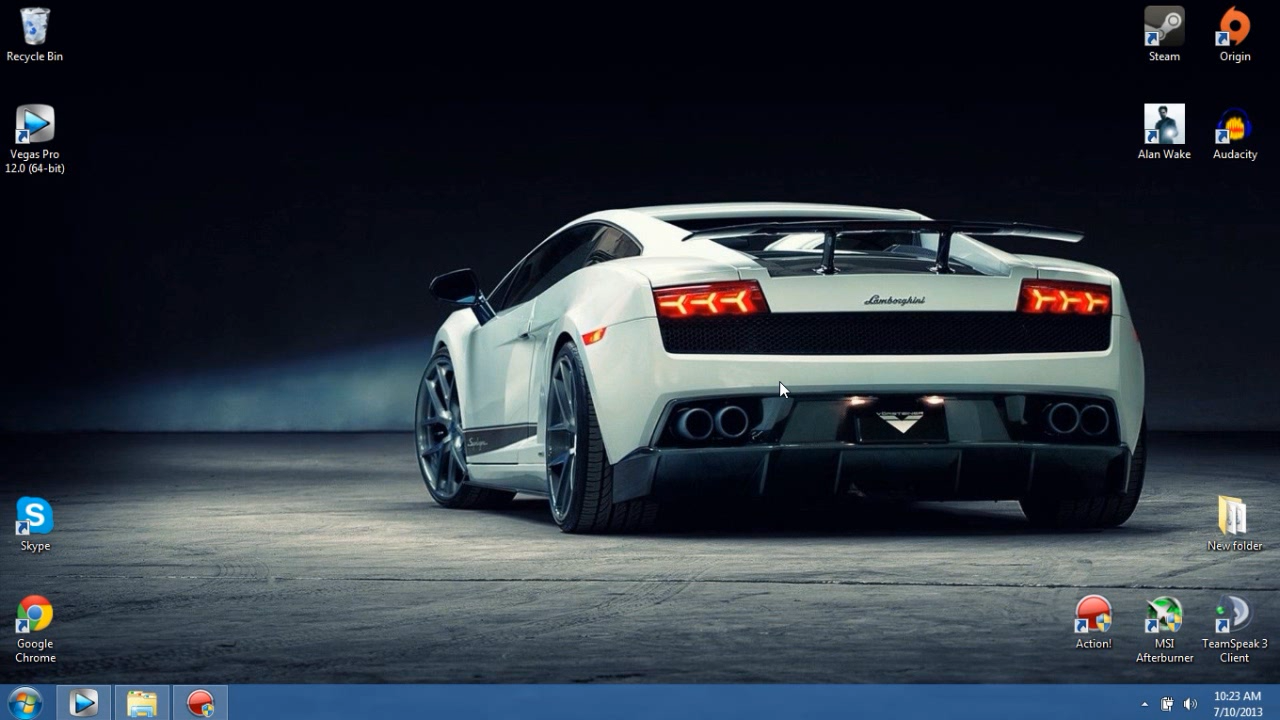 Recycle Bin
Steam
Origin
Vegas Pro
12.0 (64-bit)
Alan Wake
Audacity
Lamborghini
VORSTEINER
Skype
New folder
Google
Chrome
Action!
MSI
Afterburner
TeamSpeak 3
Client
10:23 AM
7/10/2013